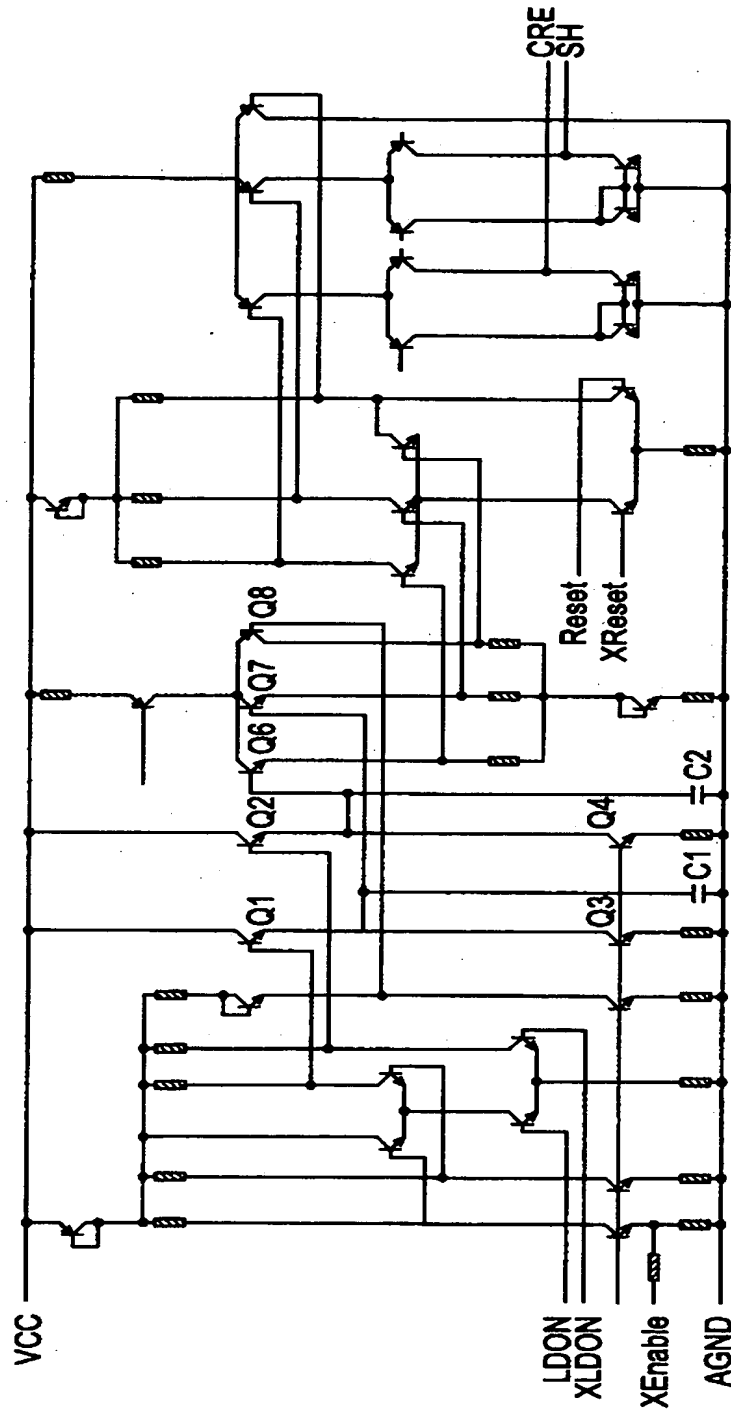 VCC
LDON
XLDON
XEnable
AGND
Q1
Q2
Q6
Q7
Q8
Q3
Q4
C1
C2
Reset
XReset
CRE
SH